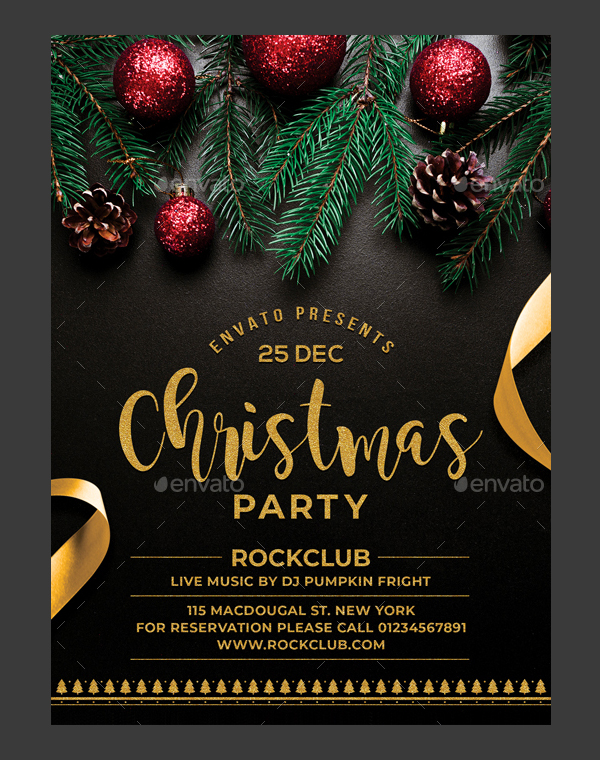 envato envato
ENVATO PRESENTS
25 DEC
Christmas
envato envato
PARTY
ROCKCLUB
LIVE MUSIC BY DJ PUMPKIN FRIGHT
115 MACDOUGAL ST. NEW YORK
FOR RESERVATION PLEASE CALL 01234567891
WWW.ROCKCLUB.COM